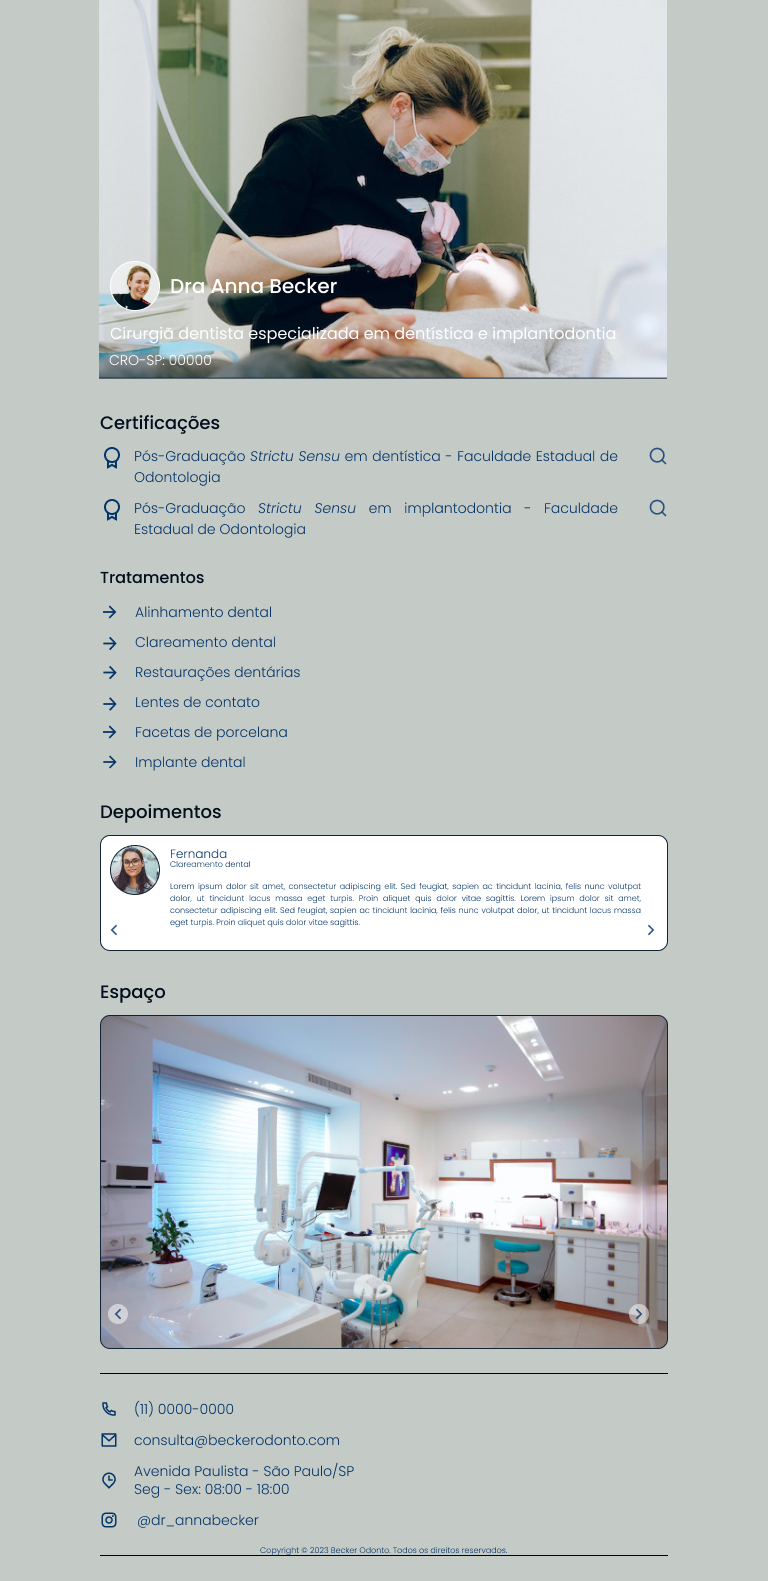 Dra Anna Becker
Cirurgiã dentista especializada em dentística e implantodontia
CRO-SP: 00000
Certificações
Pós-Graduação Strictu Sensu em dentística - Faculdade Estadual de
Odontologia
Pós-Graduação Strictu Sensu em implantodontia - Faculdade
Estadual de Odontologia
Tratamentos
Alinhamento dental
Clareamento dental
Restaurações dentárias
Lentes de contato
Facetas de porcelana
Implante dental
Depoimentos
Fernanda
Clareamento dental
Lorem ipsum dolor sit amet, consectetur adipiscing elit. Sed feugiat, sapien ac tincidunt lacinia, felis nunc volutpat
dolor, ut tincidunt lacus massa eget turpis. Proin aliquet quis dolor vitae sagittis. Lorem ipsum dolor sit amet,
consectetur adipiscing elit. Sed feugiat, sapien ac tincidunt lacinia, felis nunc volutpat dolor, ut tincidunt lacus massa
eget turpis. Proin aliquet quis dolor vitae sagittis.
Espaço
(11) 0000-0000
consulta@beckerodonto.com
Avenida Paulista - São Paulo/SP
Seg - Sex: 08:00 - 18:00
@dr_annabecker
Copyright © 2023 Becker Odonto. Todos os direitos reservados.